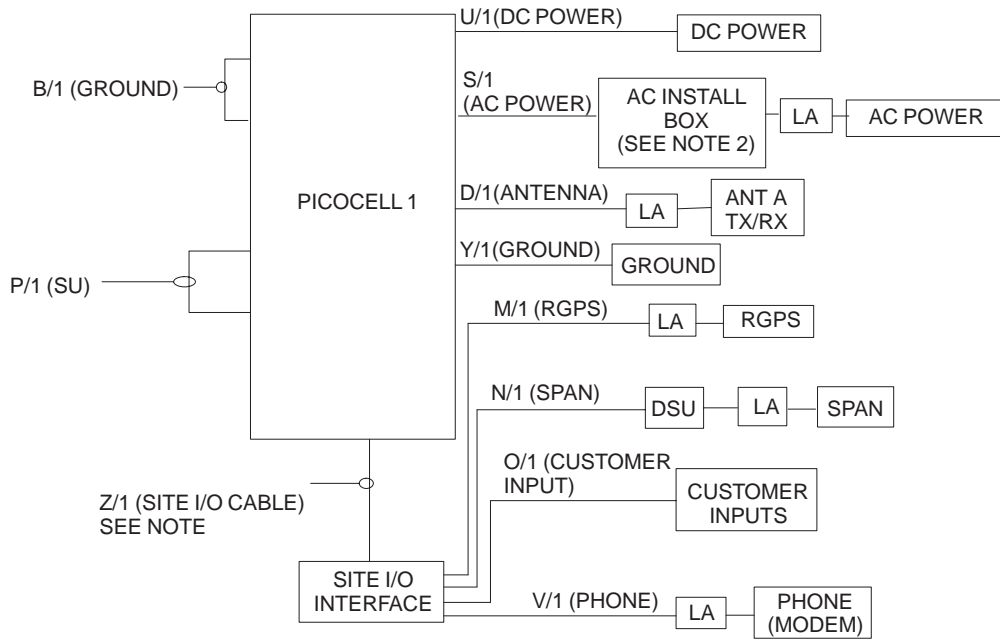 U/1(DC POWER)
DC POWER
B/1 (GROUND)
S/1
(AC POWER)
AC INSTALL
BOX
(SEE NOTE 2)
LA
AC POWER
PICOCELL 1
D/1(ANTENNA)
LA
ANT A
TX/RX
Y/1(GROUND)
GROUND
P/1 (SU)
M/1 (RGPS)
LA
RGPS
N/1 (SPAN)
DSU
LA
SPAN
O/1 (CUSTOMER
INPUT)
CUSTOMER
INPUTS
Z/1 (SITE I/O CABLE)
SEE NOTE
SITE I/O
INTERFACE
V/1 (PHONE)
LA
PHONE
(MODEM)